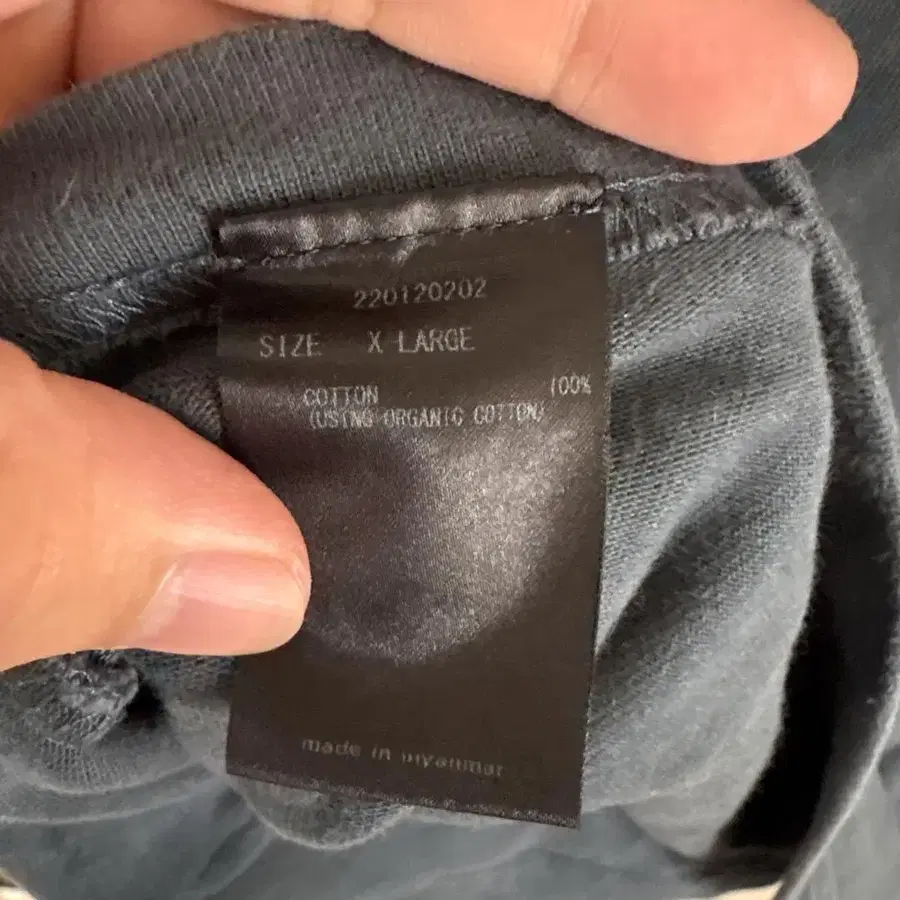 220120202
SIZE X LARGE
COTTON 100%
(USING ORGANIC COTTON)
made in myanmar